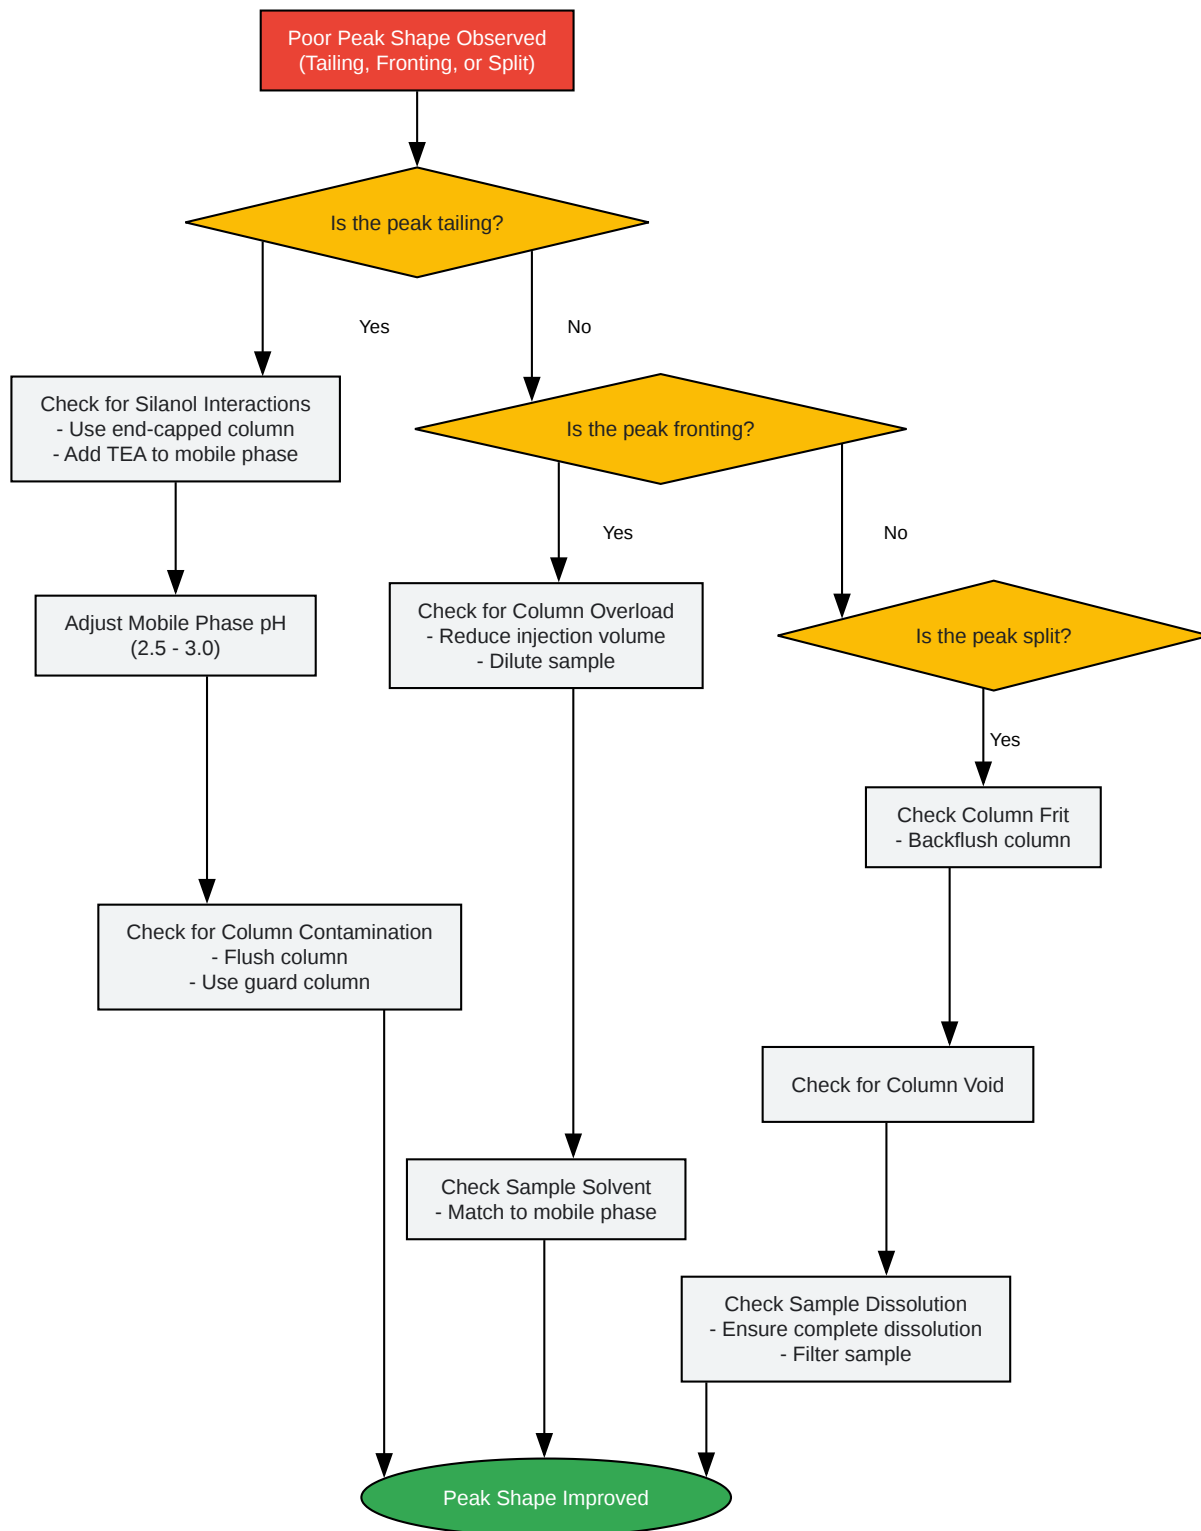 Poor Peak Shape Observed
(Tailing, Fronting, or Split)
Is the peak tailing?
Yes
No
Check for Silanol Interactions
- Use end-capped column
- Add TEA to mobile phase
Is the peak fronting?
Yes
No
Adjust Mobile Phase pH
(2.5 - 3.0)
Check for Column Overload
- Reduce injection volume
- Dilute sample
Is the peak split?
Yes
Check Column Frit
- Backflush column
Check for Column Contamination
- Flush column
- Use guard column
Check for Column Void
Check Sample Solvent
- Match to mobile phase
Check Sample Dissolution
- Ensure complete dissolution
- Filter sample
Peak Shape Improved